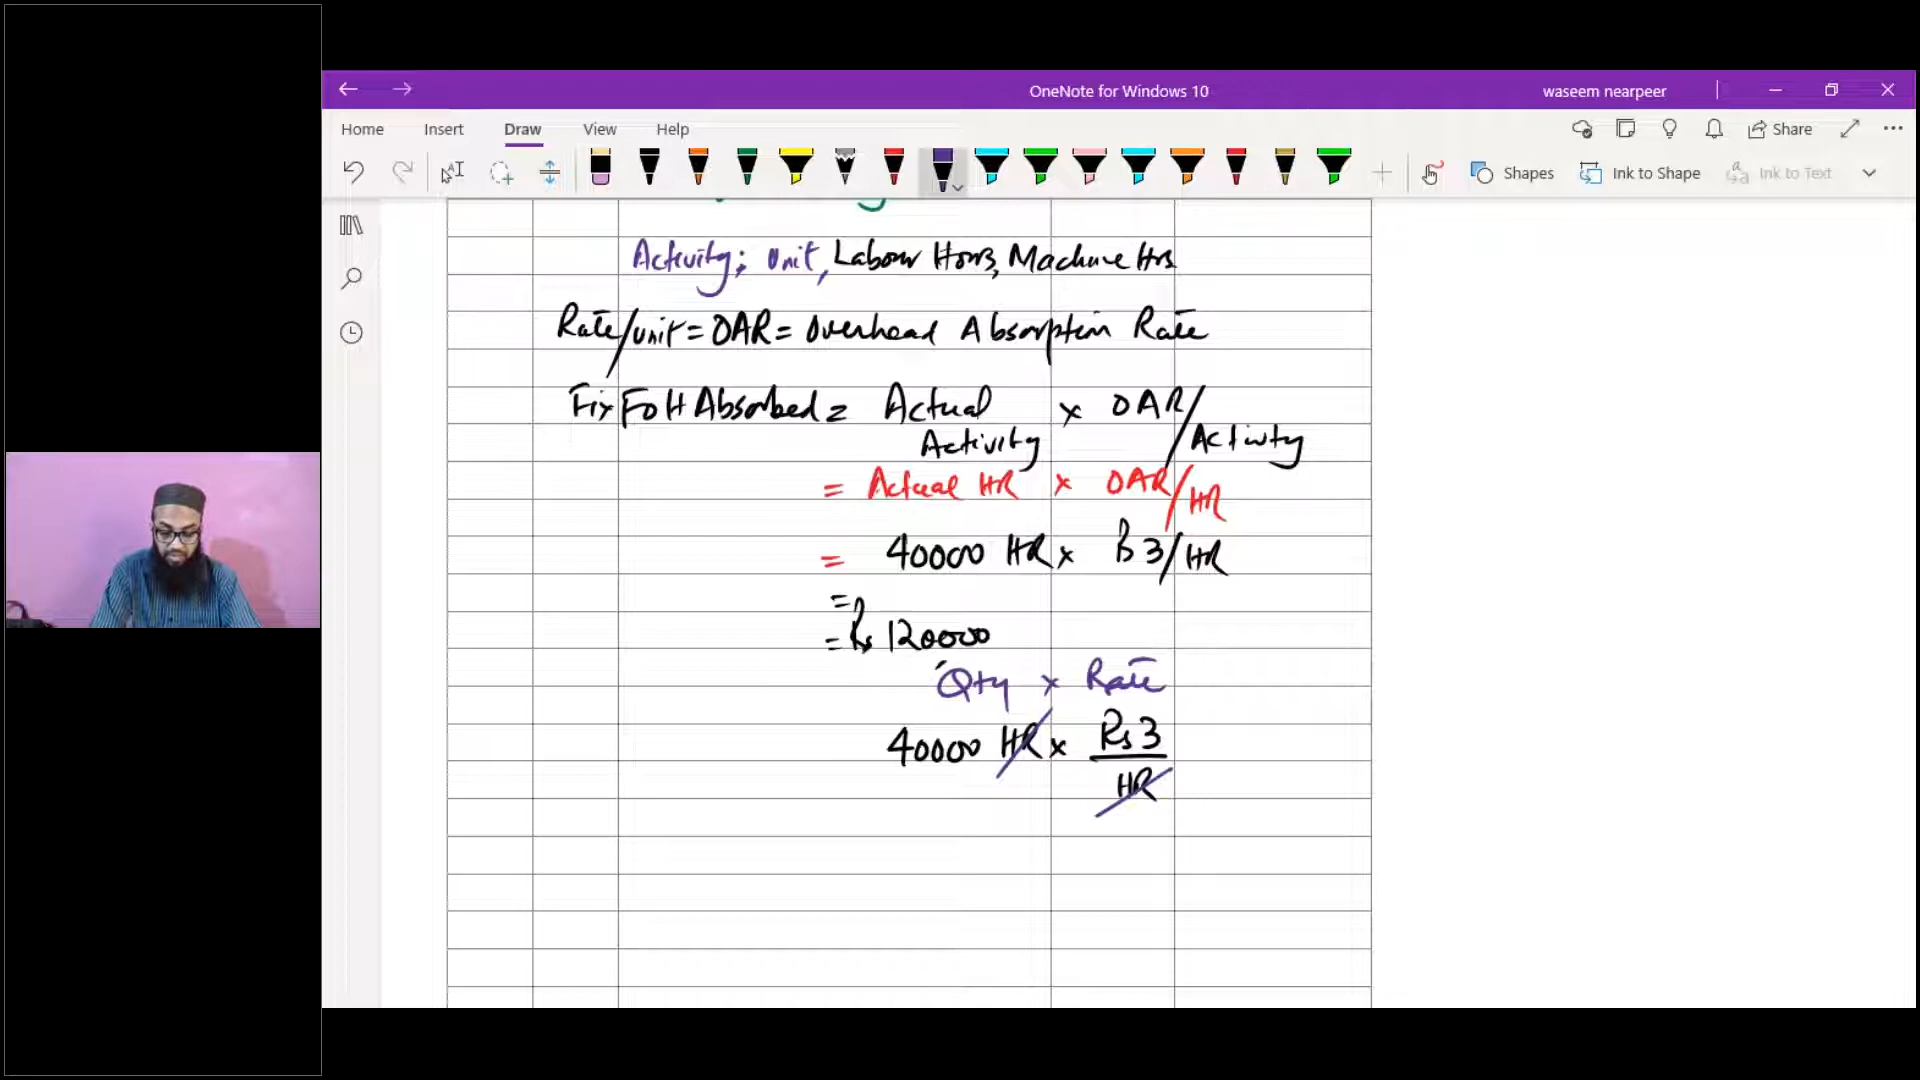 OneNote for Windows 10
waseem nearpeer
Home Insert Draw View Help
Share
Shapes Ink to Shape Ink to Text
Activity; Unit, Labour Hours, Machine Hrs
Rate/unit = OAR = Overhead Absorption Rate
Fix FOH Absorbed = Actual Activity × OAR/Activity
= Actual HR × OAR/HR
= 40000 HR × Rs 3/HR
=
= Rs 120000
Qty × Rate
40000 HR × Rs 3
HR